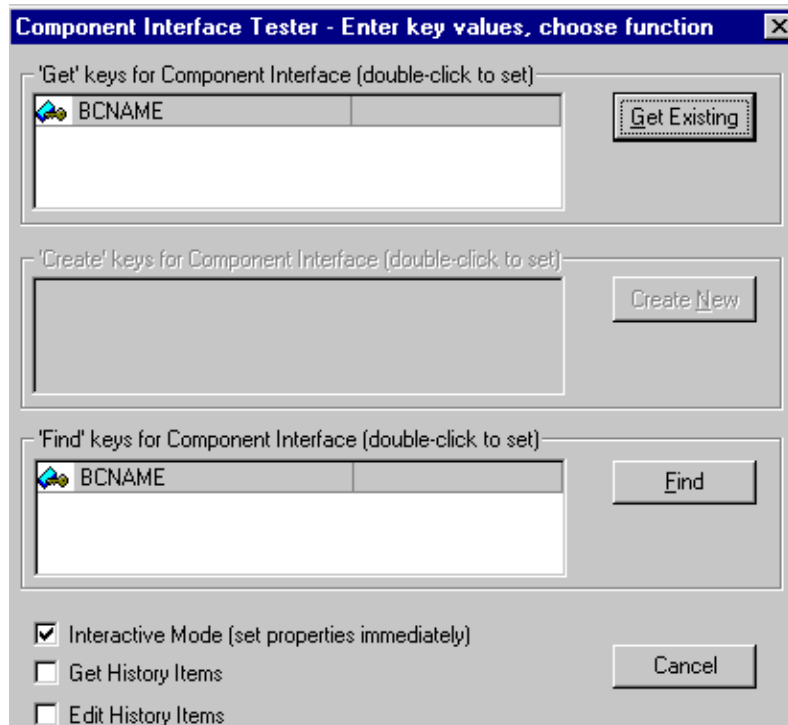 Component Interface Tester - Enter key values, choose function
'Get' keys for Component Interface (double-click to set)
BCNAME
Get Existing
'Create' keys for Component Interface (double-click to set)
Create New
'Find' keys for Component Interface (double-click to set)
BCNAME
Find
Interactive Mode (set properties immediately)
Get History Items
Cancel
Edit History Items